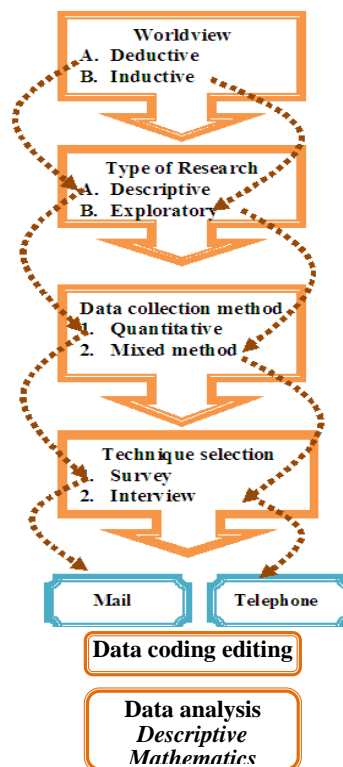 Worldview
A. Deductive
B. Inductive
Type of Research
A. Descriptive
B. Exploratory
Data collection method
1. Quantitative
2. Mixed method
Technique selection
1. Survey
2. Interview
Mail
Telephone
Data coding editing
Data analysis
Descriptive
Mathematics